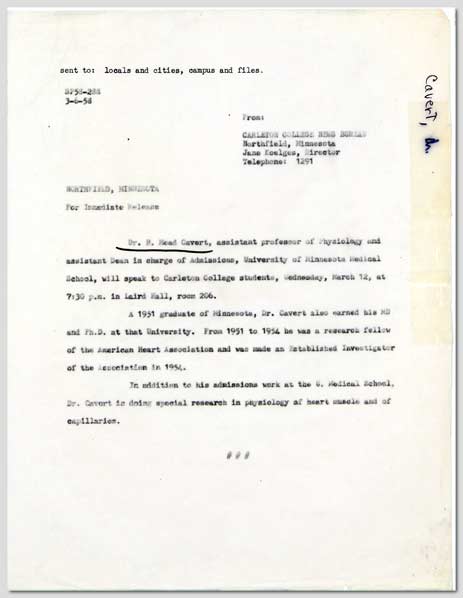 sent to: locals and cities, campus and files.
3-6-58
From:
CARLETON COLLEGE NEWS BUREAU
Northfield, Minnesota
Jane Koelges, Director
Telephone: 1291
NORTHFIELD, MINNESOTA
For Immediate Release
Dr. H. Mead Cavert, assistant professor of Physiology and
assistant Dean in charge of Admissions, University of Minnesota Medical
School, will speak to Carleton College students, Wednesday, March 12, at
7:30 p.m. in Laird Hall, room 206.
A 1951 graduate of Minnesota, Dr. Cavert also earned his MD
and Ph.D. at that University. From 1951 to 1954 he was a research fellow
of the American Heart Association and was made an Established Investigator
of the Association in 1954.
In addition to his admissions work at the U. Medical School,
Dr. Cavert is doing special research in physiology of heart muscle and of
capillaries.
# # #
Cavert, Dr.